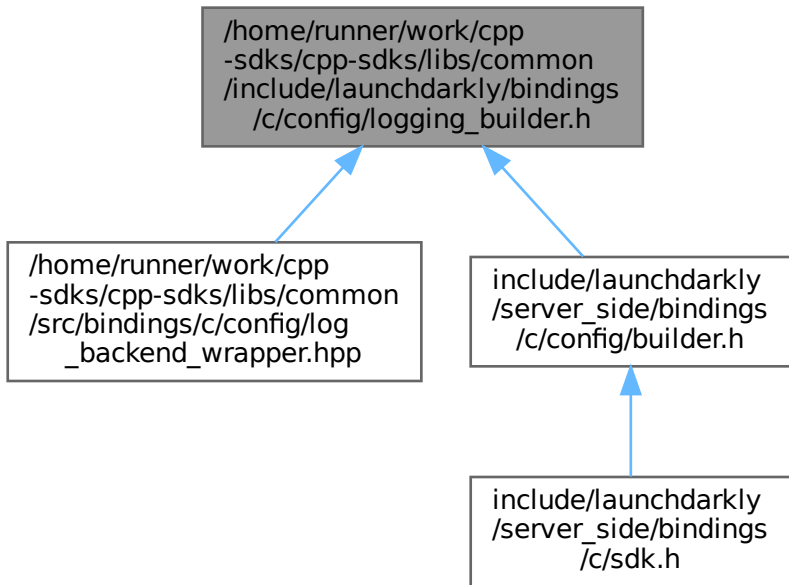 /home/runner/work/cpp
-sdks/cpp-sdks/libs/common
/include/launchdarkly/bindings
/c/config/logging_builder.h
/home/runner/work/cpp
-sdks/cpp-sdks/libs/common
/src/bindings/c/config/log
_backend_wrapper.hpp
include/launchdarkly
/server_side/bindings
/c/config/builder.h
include/launchdarkly
/server_side/bindings
/c/sdk.h